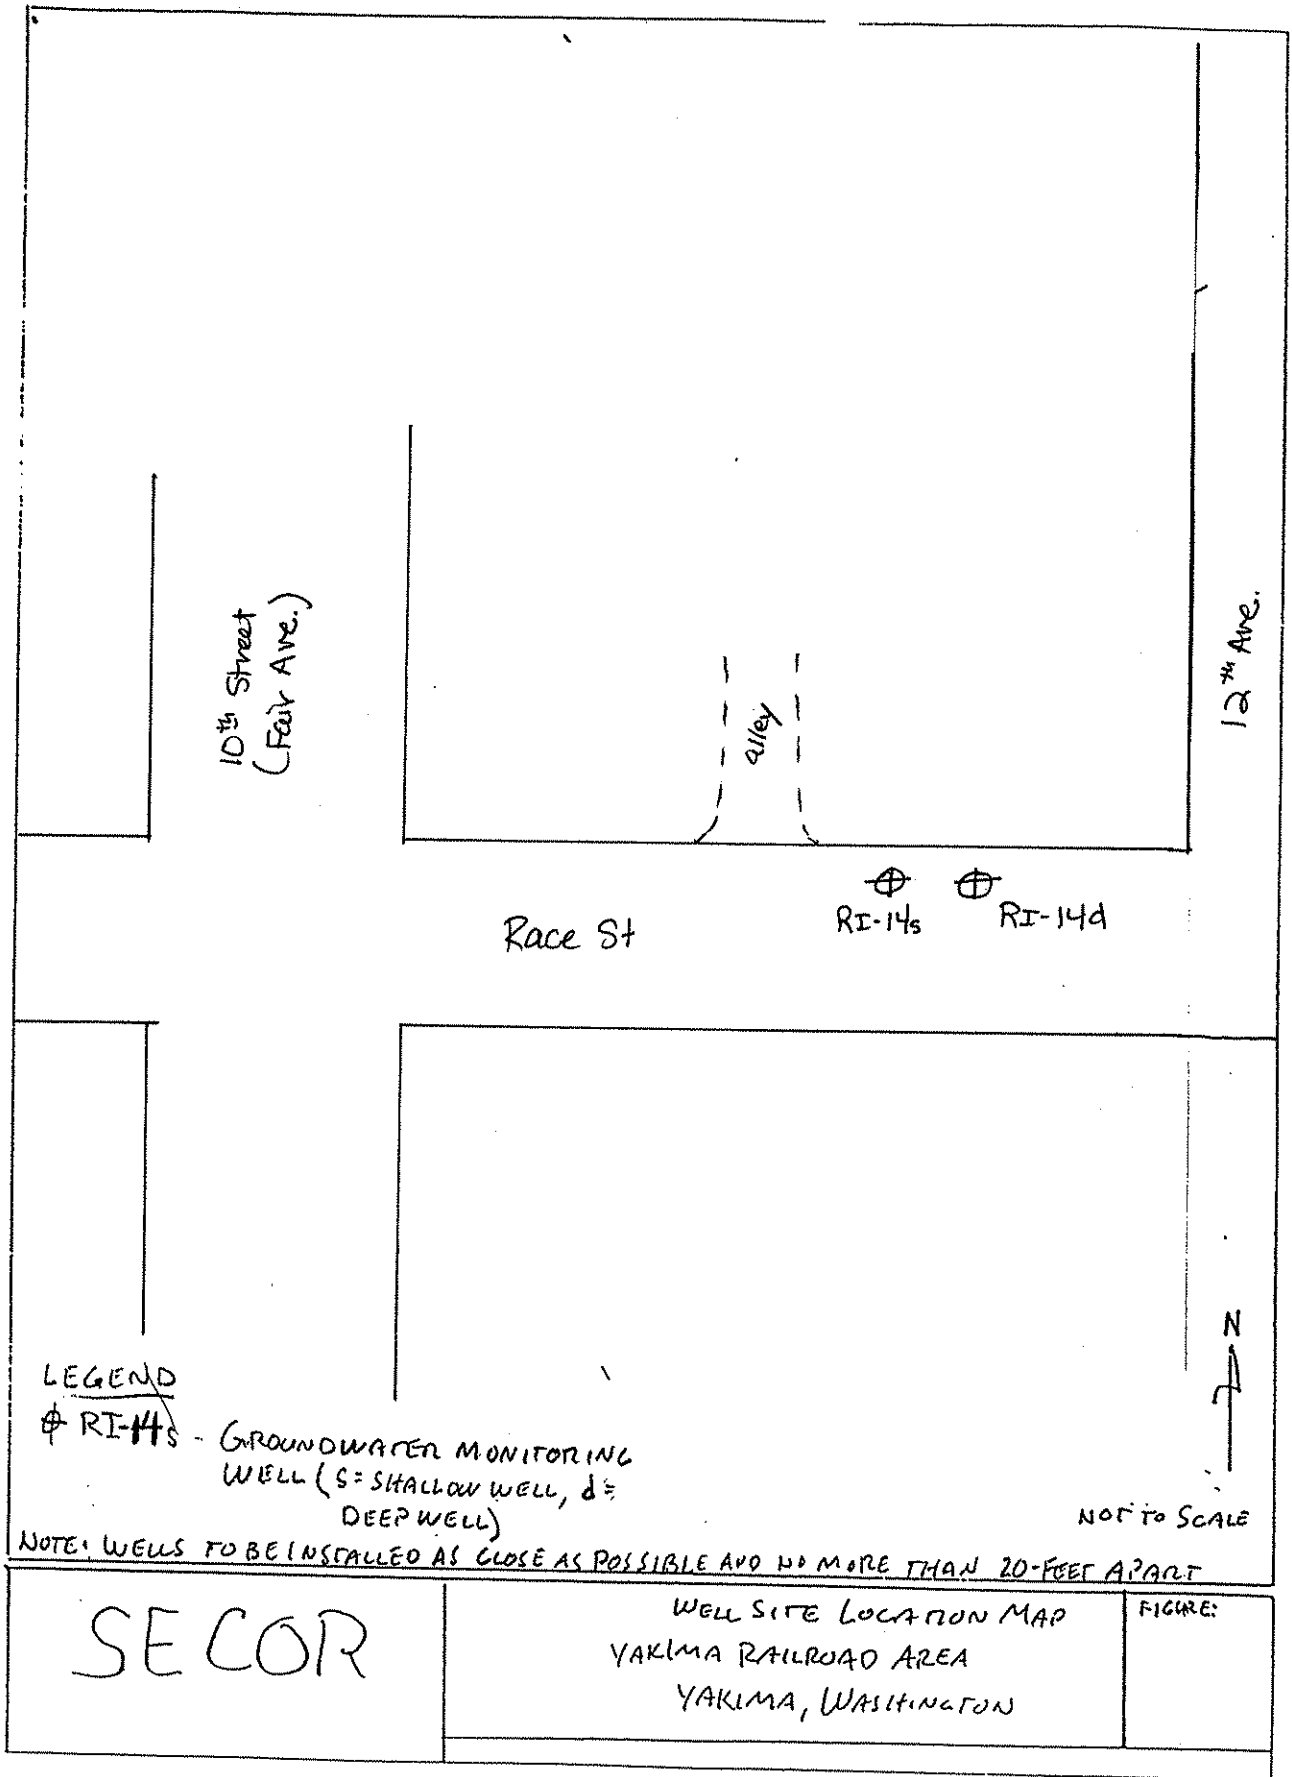 10th Street
(Fair Ave.)
alley
12th Ave.
RI-14s
RI-14d
Race St
N
LEGEND
RI-14s - GROUNDWATER MONITORING
WELL (S = SHALLOW WELL, d =
DEEP WELL)
NOT TO SCALE
NOTE: WELLS TO BE INSTALLED AS CLOSE AS POSSIBLE AND NO MORE THAN 20-FEET APART
SECOR
WELL SITE LOCATION MAP
YAKIMA RAILROAD AREA
YAKIMA, WASHINGTON
FIGURE: